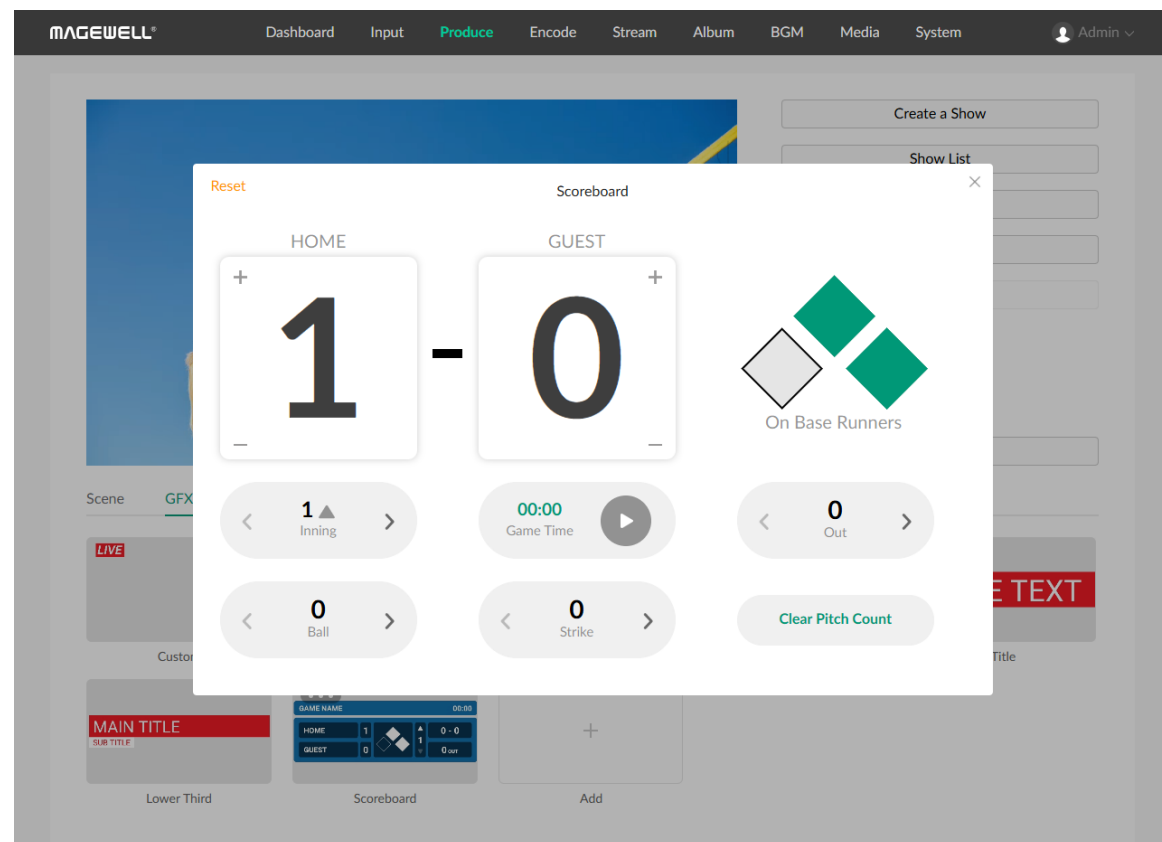 MAGEWELL®
Dashboard Input Produce Encode Stream Album BGM Media System Admin
Create a Show
Show List
Reset
Scoreboard
HOME GUEST
+ +
1 - 0
− −
On Base Runners
1
Inning
00:00
Game Time
0
Out
0
Ball
0
Strike
Clear Pitch Count
Scene GFX
LIVE
TEXT
Title
MAIN TITLE
SUB TITLE
GAME NAME 00:00
HOME 1 0 - 0
1
GUEST 0 0 OUT
+
Lower Third Scoreboard Add